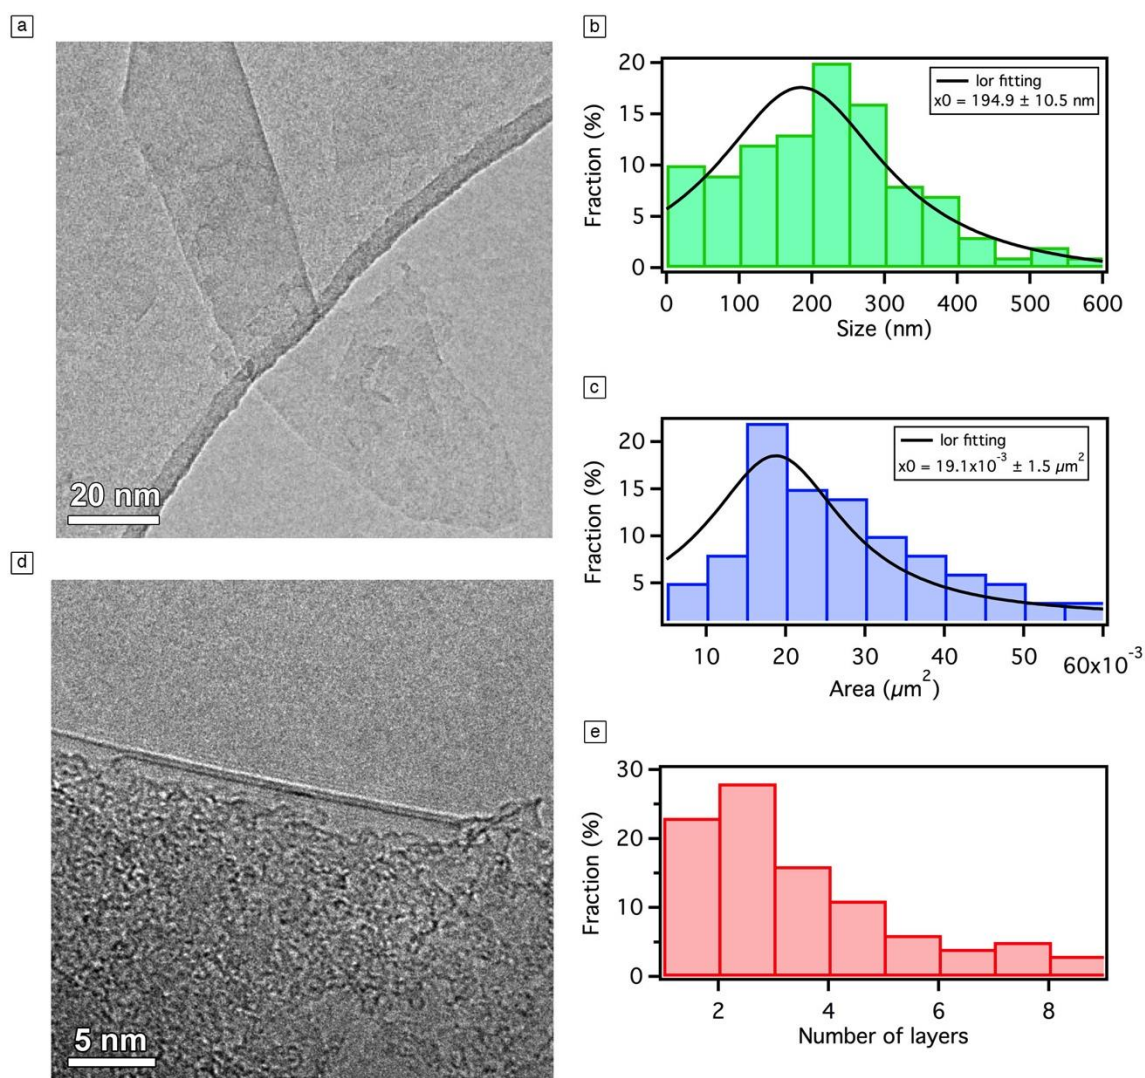 a
20 nm
b
20
15
10
5
0
Fraction (%)
lor fitting
x0 = 194.9 ± 10.5 nm
0 100 200 300 400 500 600
Size (nm)
c
20
15
10
5
Fraction (%)
lor fitting
x0 = 19.1x10⁻³ ± 1.5 µm²
10 20 30 40 50 60x10⁻³
Area (µm²)
d
5 nm
e
30
20
10
0
Fraction (%)
2 4 6 8
Number of layers